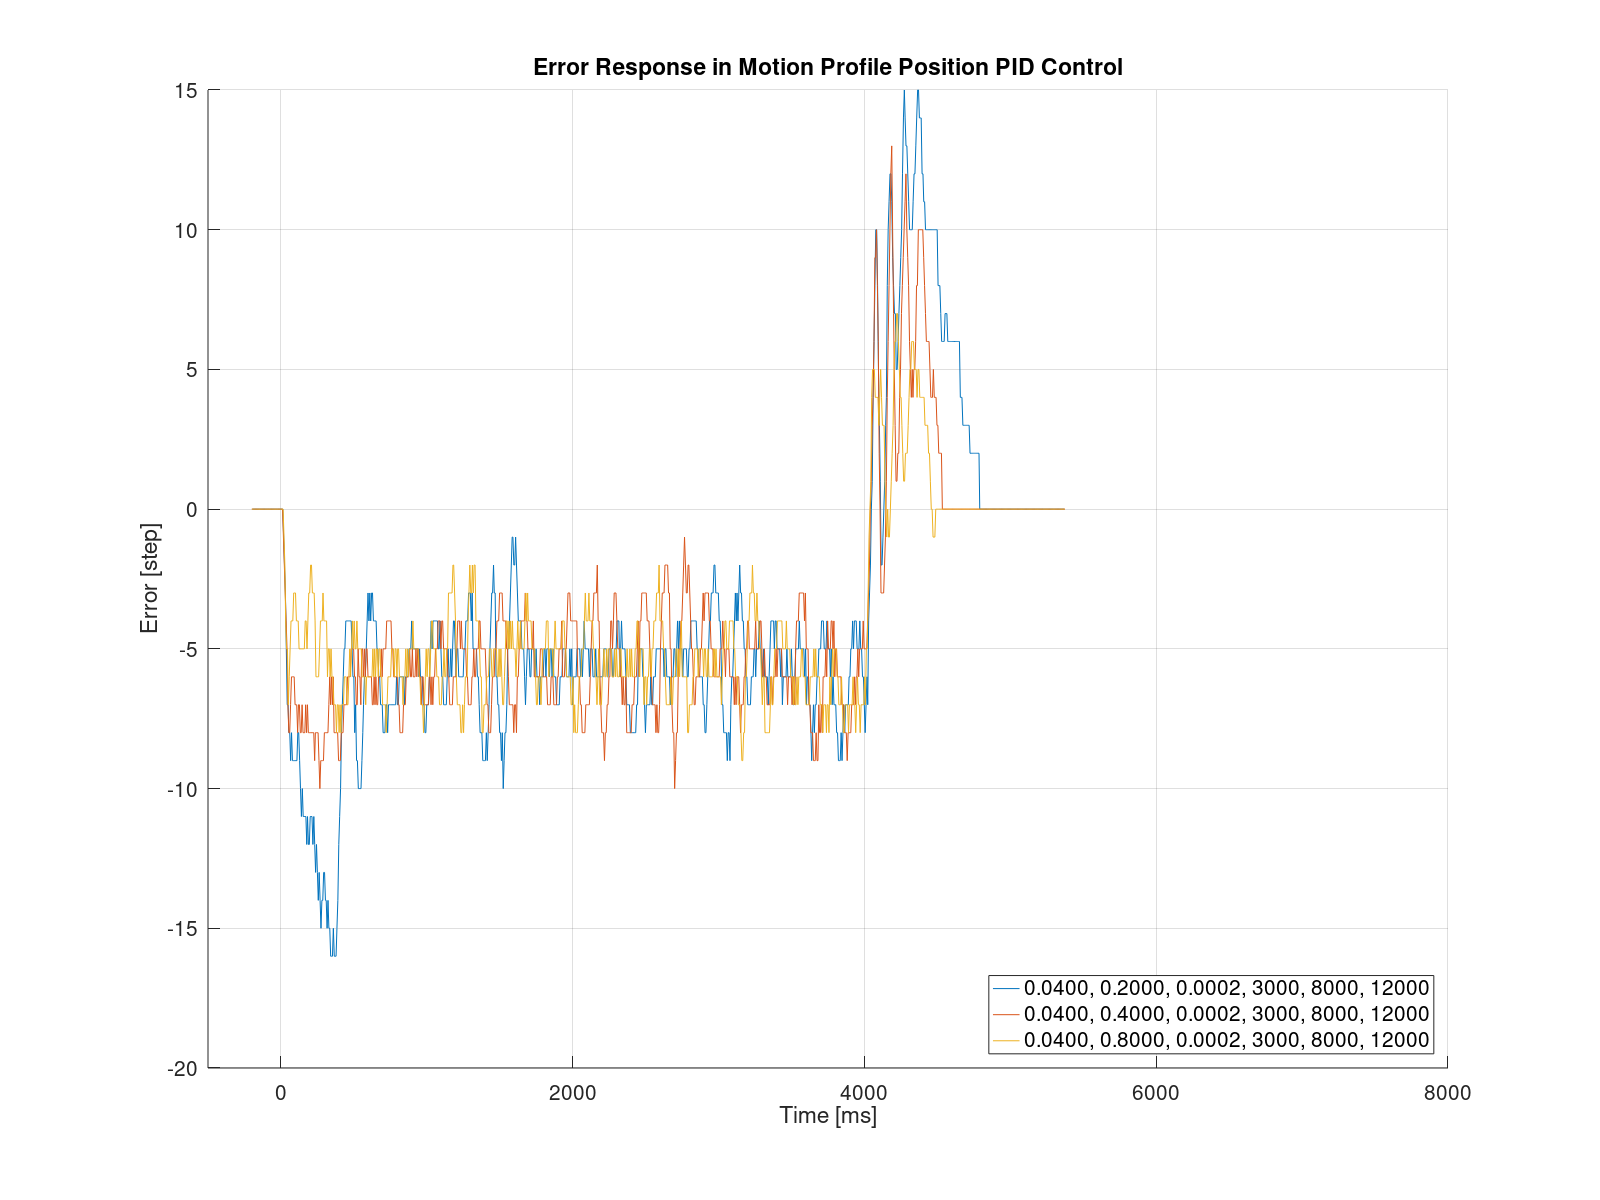 Error Response in Motion Profile Position PID Control
15
10
5
0
-5
-10
-15
-20
Error [step]
0
2000
4000
6000
8000
Time [ms]
0.0400, 0.2000, 0.0002, 3000, 8000, 12000
0.0400, 0.4000, 0.0002, 3000, 8000, 12000
0.0400, 0.8000, 0.0002, 3000, 8000, 12000